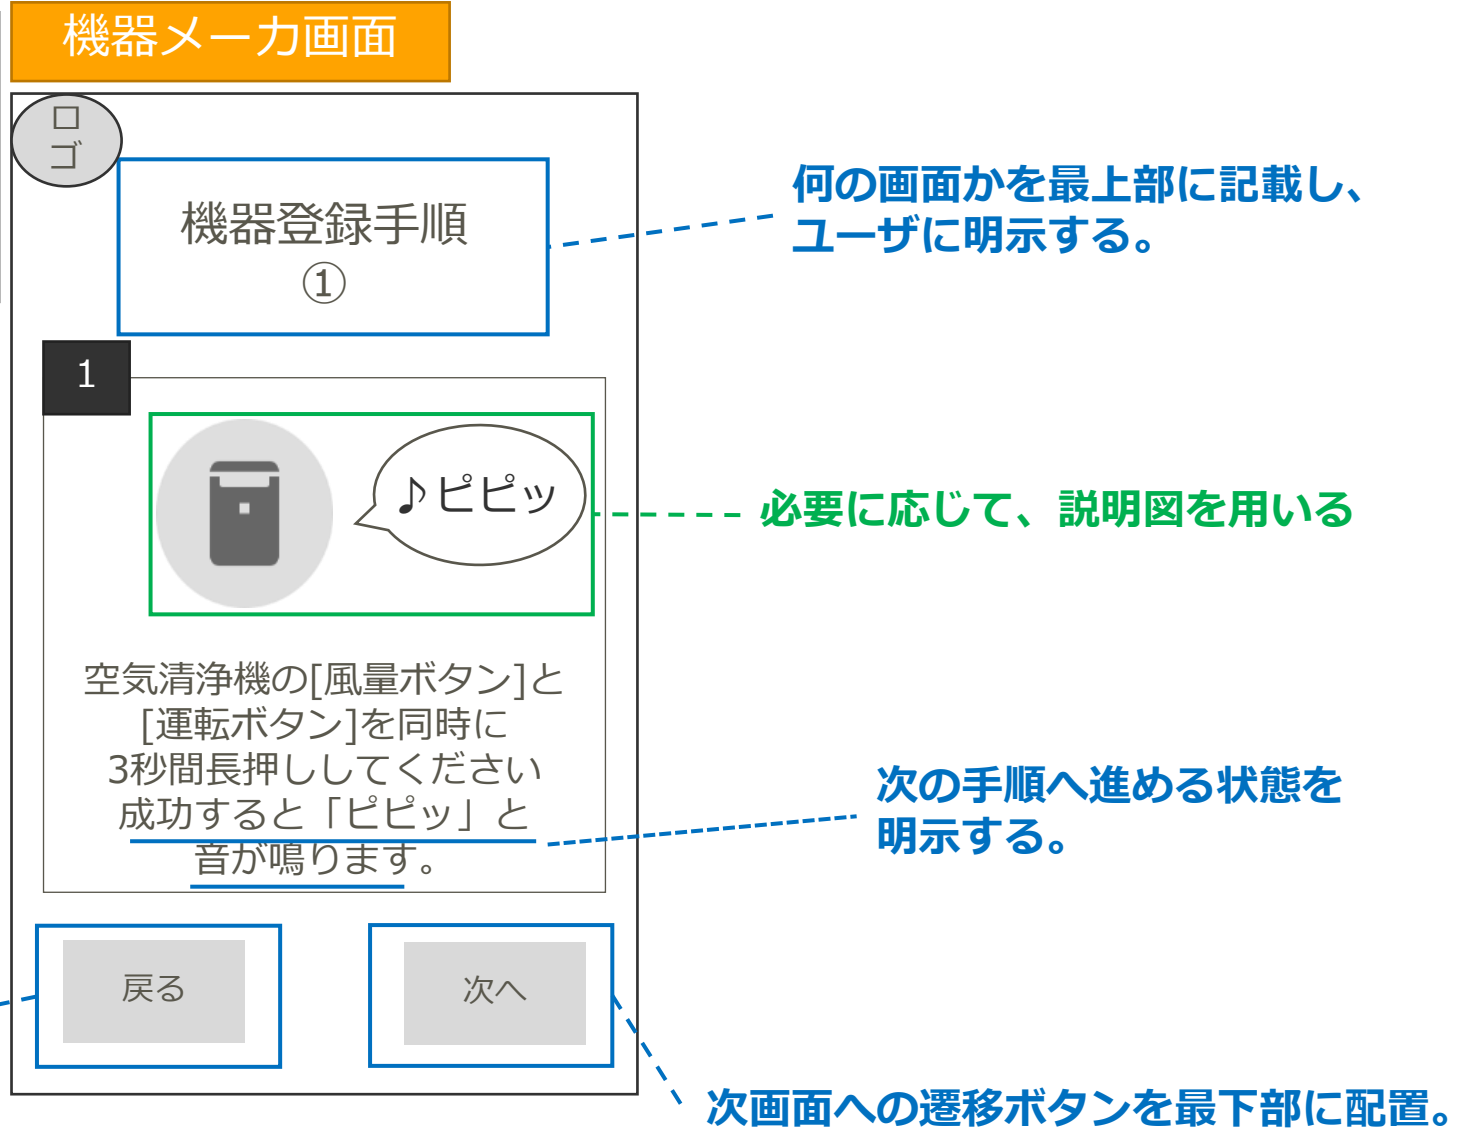 機器メーカ画面
ロ
ゴ
機器登録手順
①
何の画面かを最上部に記載し、
ユーザに明示する。
1
♪ピピッ
必要に応じて、説明図を用いる
空気清浄機の[風量ボタン]と
[運転ボタン]を同時に
3秒間長押ししてください
成功すると「ピピッ」と
音が鳴ります。
次の手順へ進める状態を
明示する。
戻る
次へ
次画面への遷移ボタンを最下部に配置。